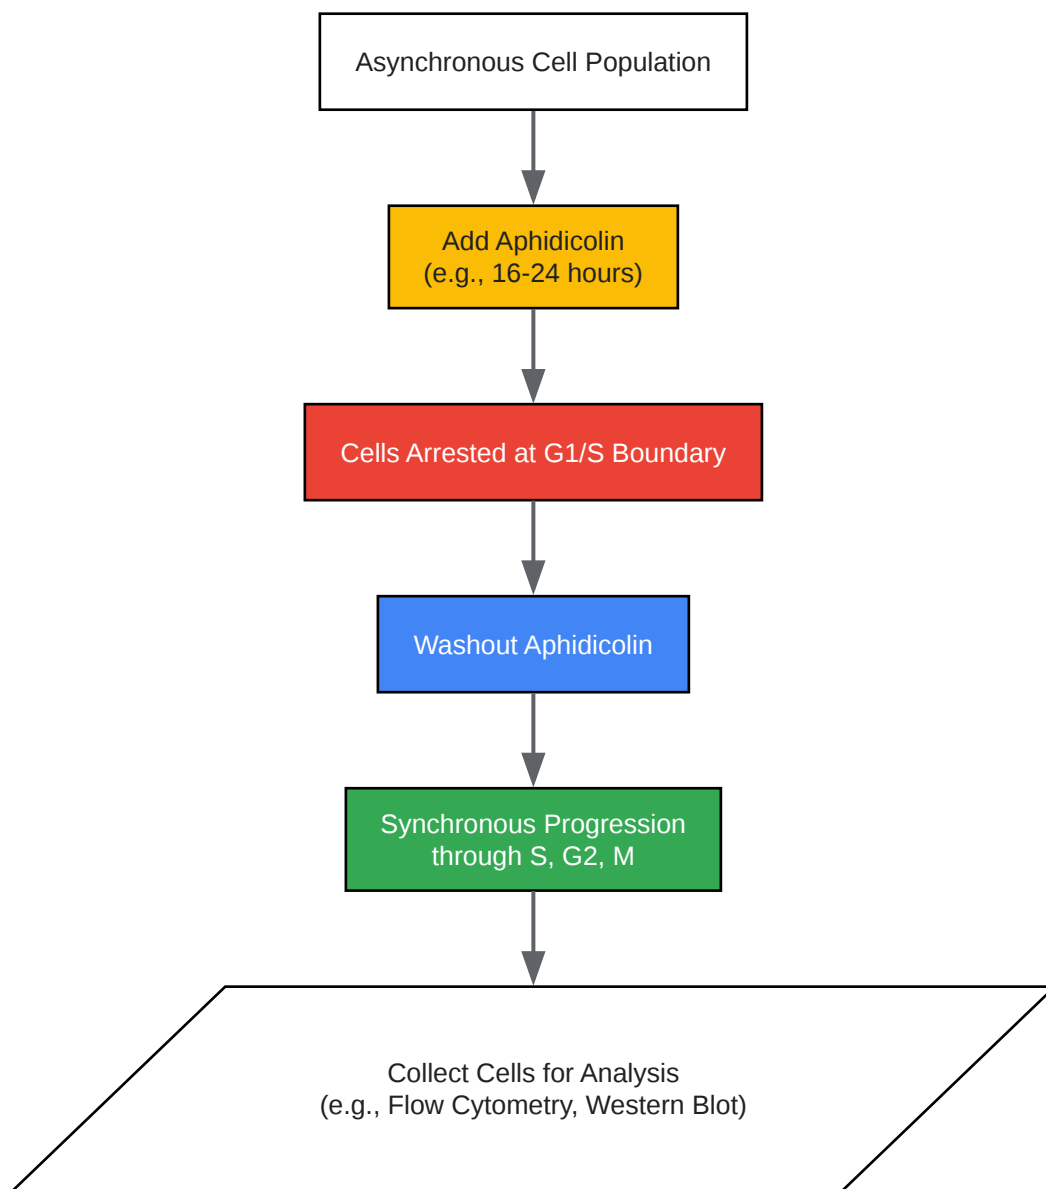 Asynchronous Cell Population
Add Aphidicolin
(e.g., 16-24 hours)
Cells Arrested at G1/S Boundary
Washout Aphidicolin
Synchronous Progression
through S, G2, M
Collect Cells for Analysis
(e.g., Flow Cytometry, Western Blot)